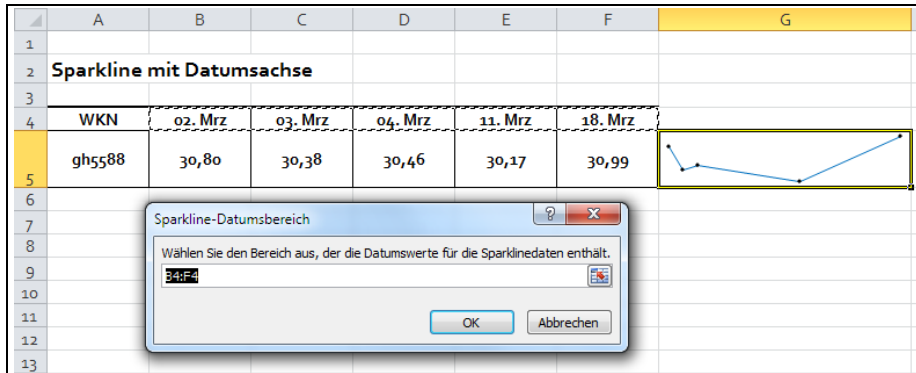 A B C D E F G
1
2 Sparkline mit Datumsachse
3
4 WKN 02. Mrz 03. Mrz 04. Mrz 11. Mrz 18. Mrz
5 gh5588 30,80 30,38 30,46 30,17 30,99
6
7 Sparkline-Datumsbereich ? X
8 Wählen Sie den Bereich aus, der die Datumswerte für die Sparklinedaten enthält.
9 B4:F4
10
11 OK Abbrechen
12
13